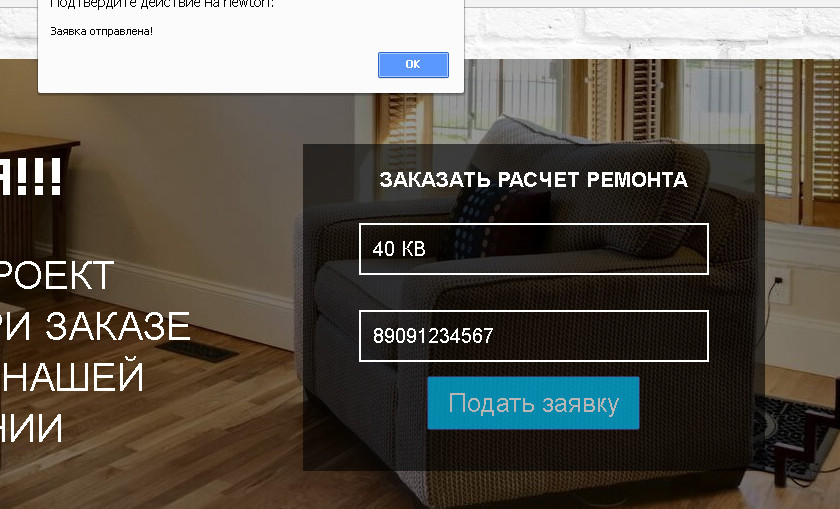 Подтвердите действие на newton:
Заявка отправлена!
OK
Я!!!
РОЕКТ
РИ ЗАКАЗЕ
НАШЕЙ
НИИ
ЗАКАЗАТЬ РАСЧЕТ РЕМОНТА
40 КВ
89091234567
Подать заявку